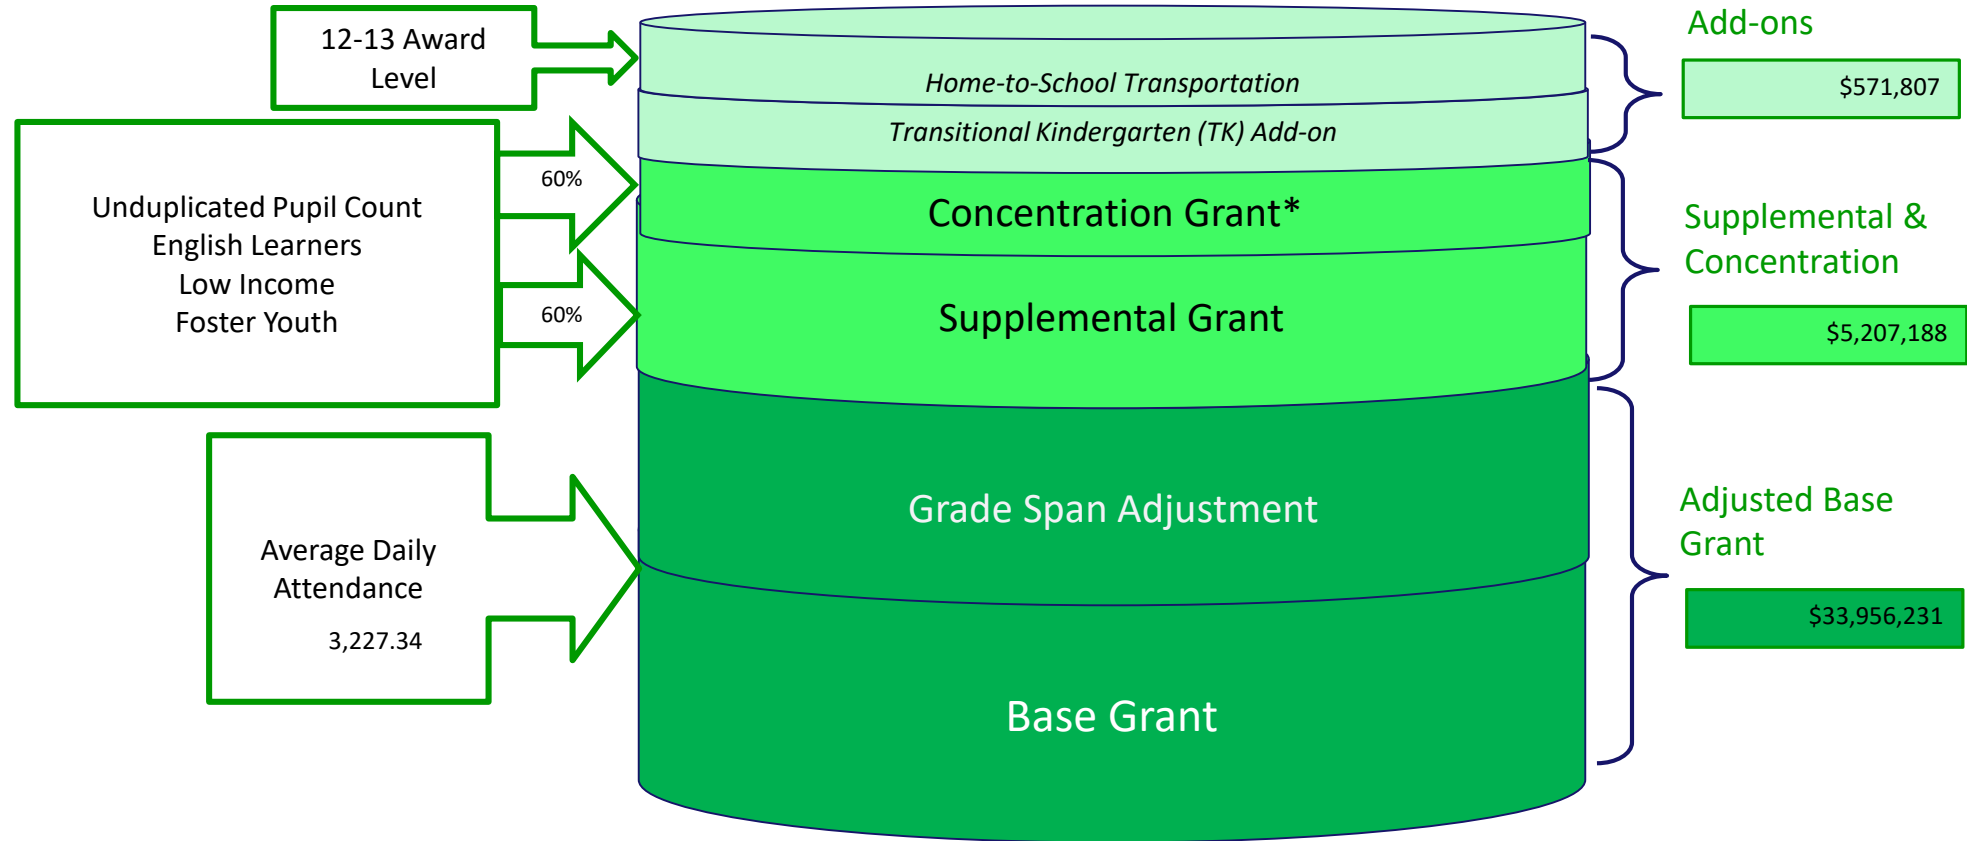 12-13 Award
Level
Home-to-School Transportation
Transitional Kindergarten (TK) Add-on
Add-ons
$571,807
Unduplicated Pupil Count
English Learners
Low Income
Foster Youth
60%
60%
Concentration Grant*
Supplemental Grant
Supplemental &
Concentration
$5,207,188
Average Daily
Attendance
3,227.34
Grade Span Adjustment
Base Grant
Adjusted Base
Grant
$33,956,231